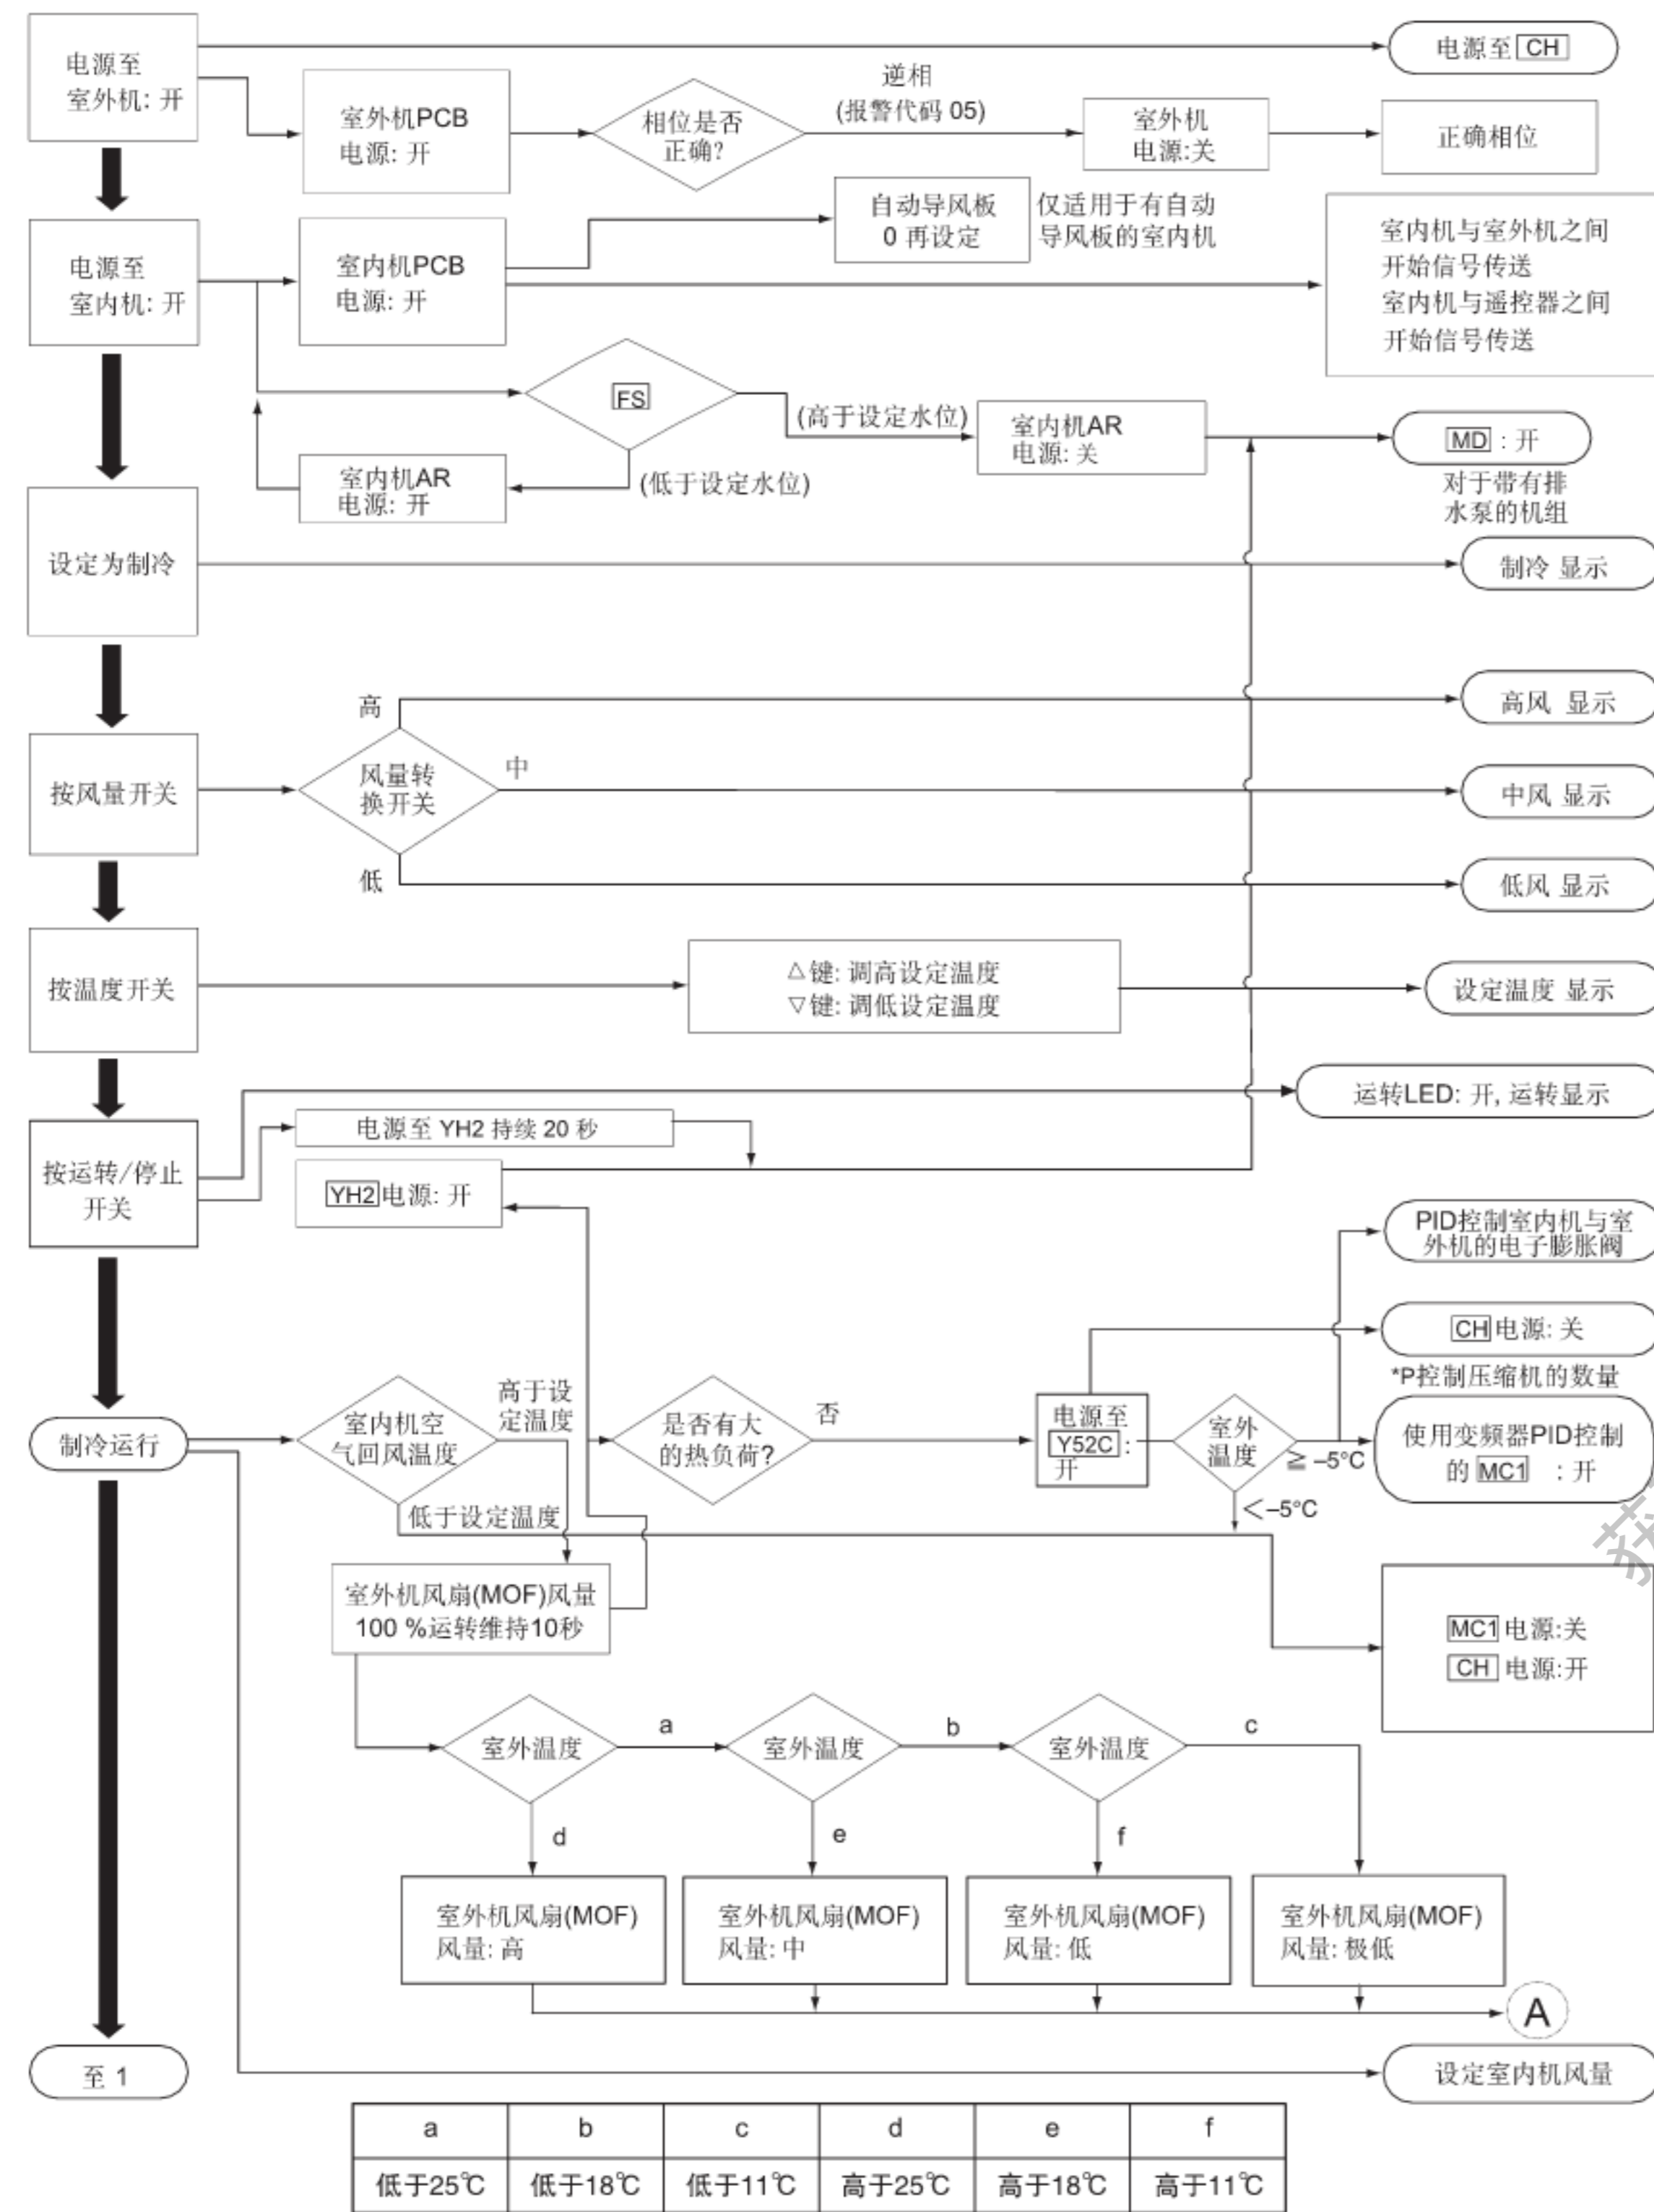 电源至
室外机: 开
电源至 CH
室外机PCB
电源: 开
相位是否
正确?
逆相
(报警代码 05)
室外机
电源:关
正确相位
电源至
室内机: 开
室内机PCB
电源: 开
自动导风板
0 再设定
仅适用于有自动
导风板的室内机
室内机与室外机之间
开始信号传送
室内机与遥控器之间
开始信号传送
FS
(高于设定水位)
室内机AR
电源: 关
MD : 开
对于带有排
水泵的机组
室内机AR
电源: 开
(低于设定水位)
设定为制冷
制冷 显示
按风量开关
风量转
换开关
高
高风 显示
中
中风 显示
低
低风 显示
按温度开关
△键: 调高设定温度
▽键: 调低设定温度
设定温度 显示
按运转/停止
开关
运转LED: 开, 运转显示
电源至 YH2 持续 20 秒
YH2 电源: 开
PID控制室内机与室
外机的电子膨胀阀
CH 电源: 关
*P控制压缩机的数量
制冷运行
室内机空
气回风温度
高于设
定温度
低于设定温度
是否有大
的热负荷?
否
电源至
Y52C :
开
室外
温度
≧ –5°C
<–5°C
使用变频器PID控制
的 MC1 : 开
室外机风扇(MOF)风量
100 %运转维持10秒
MC1 电源:关
CH 电源:开
室外温度
a
室外温度
b
室外温度
c
d
e
f
室外机风扇(MOF)
风量: 高
室外机风扇(MOF)
风量: 中
室外机风扇(MOF)
风量: 低
室外机风扇(MOF)
风量: 极低
A
至 1
设定室内机风量
a b c d e f
低于25℃ 低于18℃ 低于11℃ 高于25℃ 高于18℃ 高于11℃